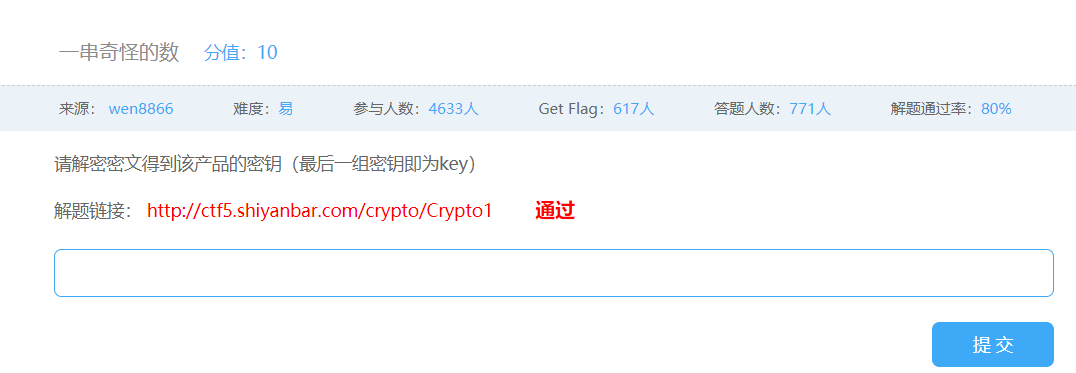 一串奇怪的数 分值：10
来源： wen8866 难度：易 参与人数：4633人 Get Flag：617人 答题人数：771人 解题通过率：80%
请解密密文得到该产品的密钥（最后一组密钥即为key）
解题链接： http://ctf5.shiyanbar.com/crypto/Crypto1 通过
提 交